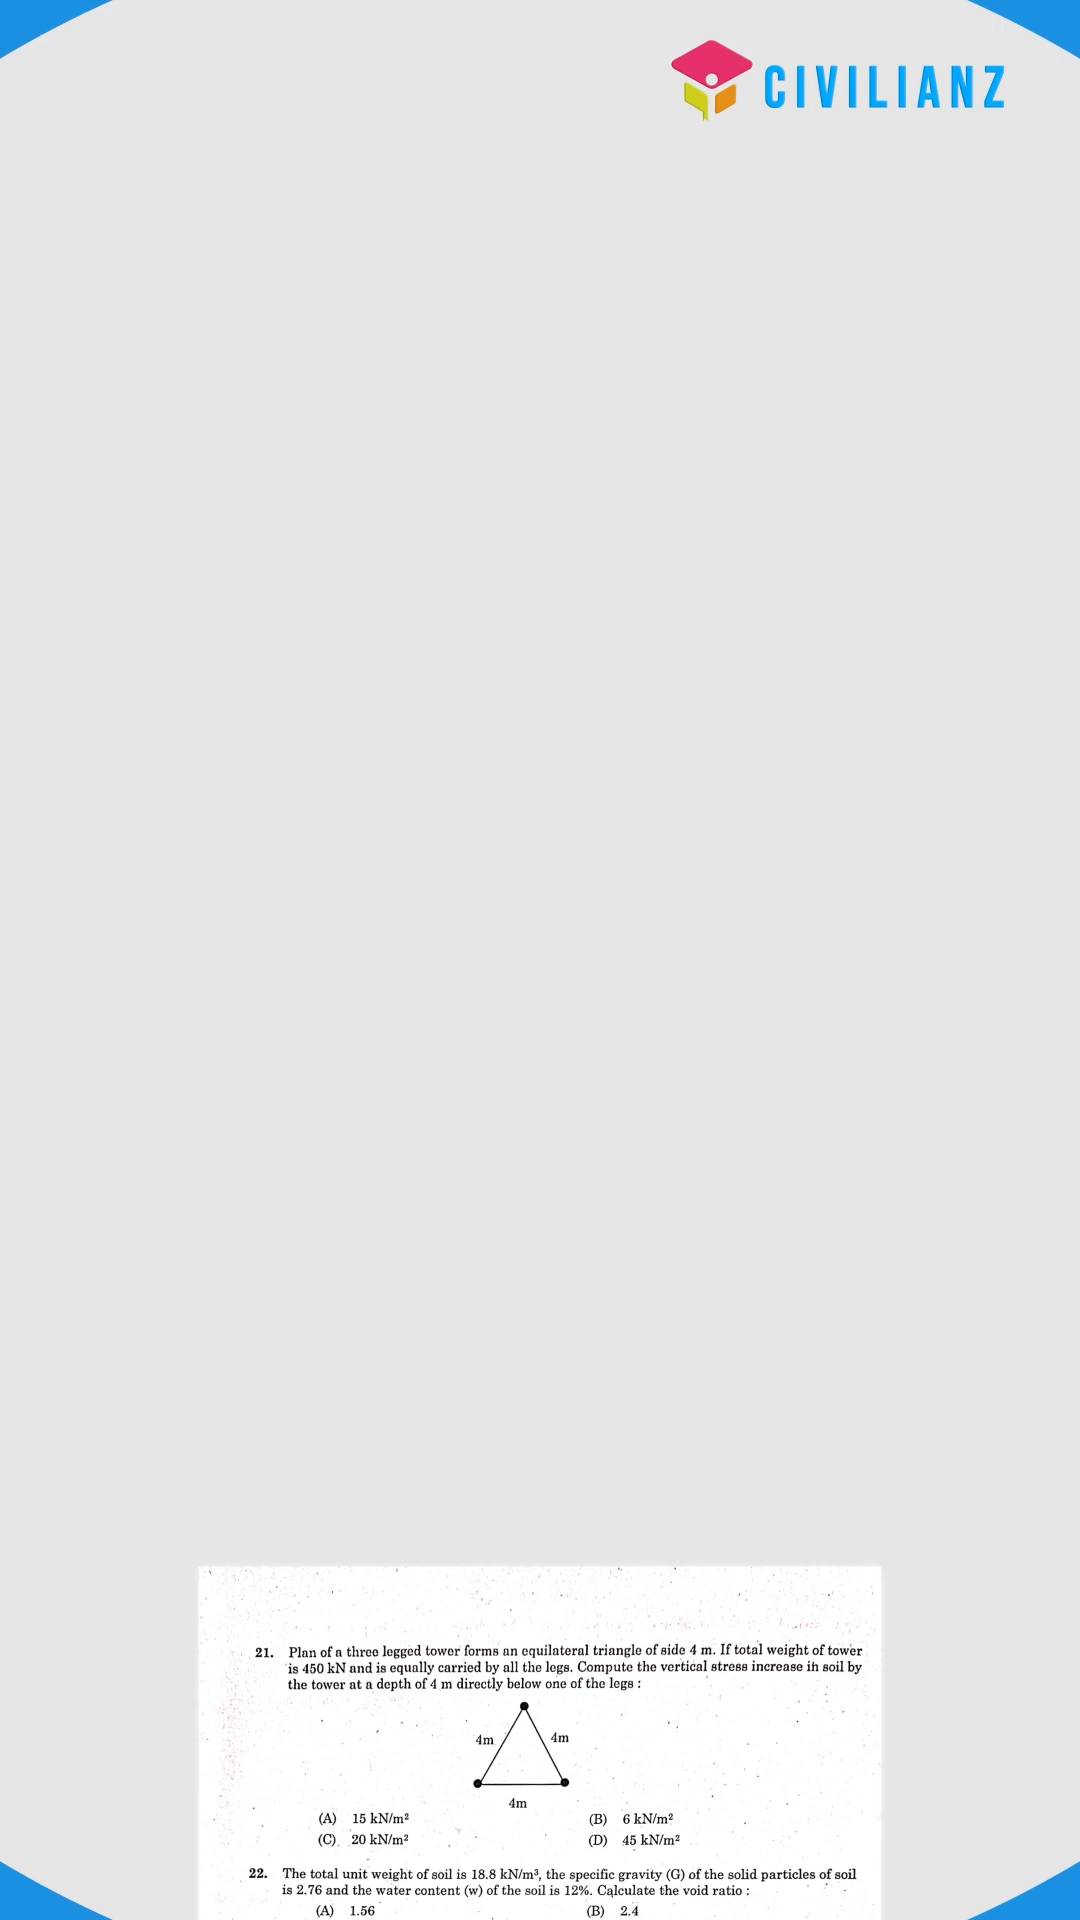 CIVILIANZ
21. Plan of a three legged tower forms an equilateral triangle of side 4 m. If total weight of tower
is 450 kN and is equally carried by all the legs. Compute the vertical stress increase in soil by
the tower at a depth of 4 m directly below one of the legs :
4m 4m
4m
(A) 15 kN/m² (B) 6 kN/m²
(C) 20 kN/m² (D) 45 kN/m²
22. The total unit weight of soil is 18.8 kN/m³, the specific gravity (G) of the solid particles of soil
is 2.76 and the water content (w) of the soil is 12%. Calculate the void ratio :
(A) 1.56 (B) 2.4